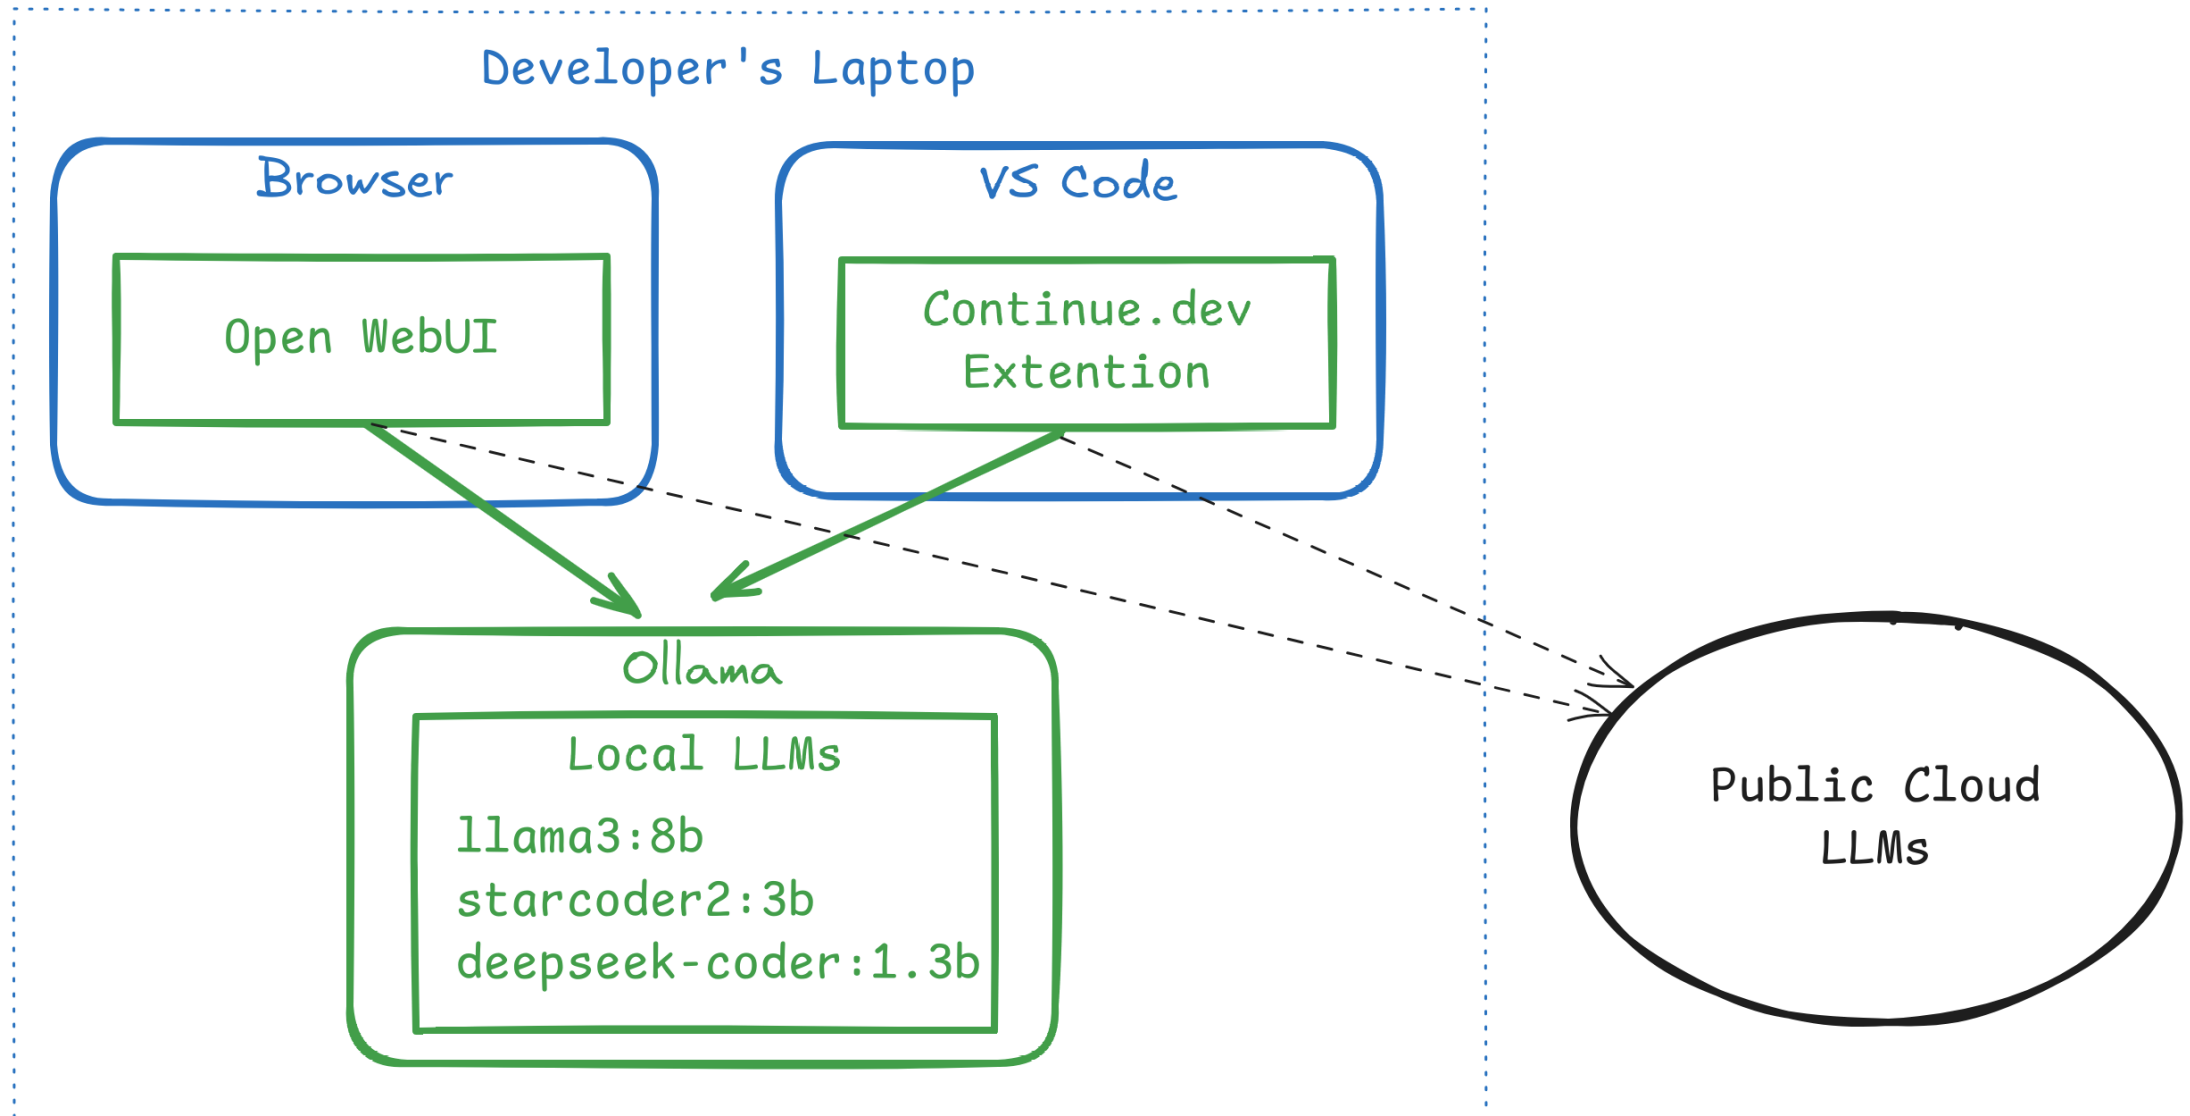 Developer's Laptop
Browser
Open WebUI
VS Code
Continue.dev
Extention
Ollama
Local LLMs
llama3:8b
starcoder2:3b
deepseek-coder:1.3b
Public Cloud
LLMs